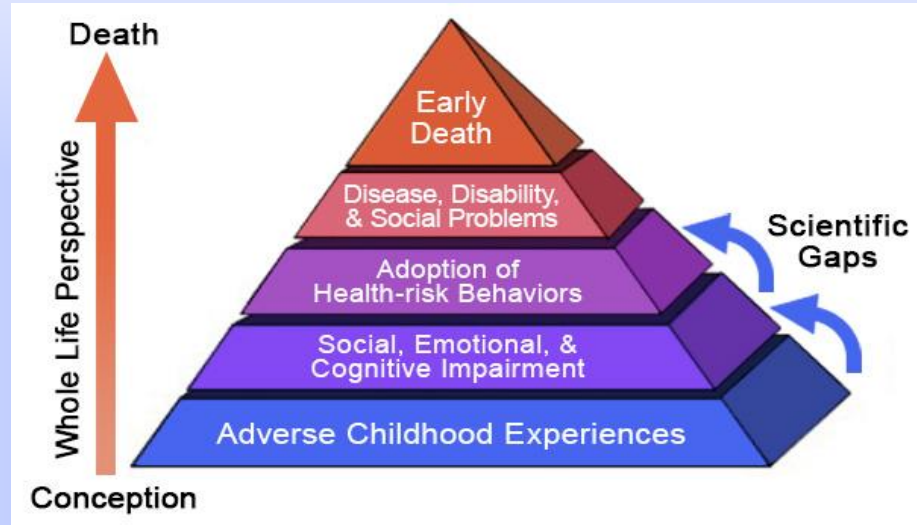 Death
Whole Life Perspective
Conception
Early
Death
Disease, Disability,
& Social Problems
Adoption of
Health-risk Behaviors
Social, Emotional, &
Cognitive Impairment
Adverse Childhood Experiences
Scientific
Gaps